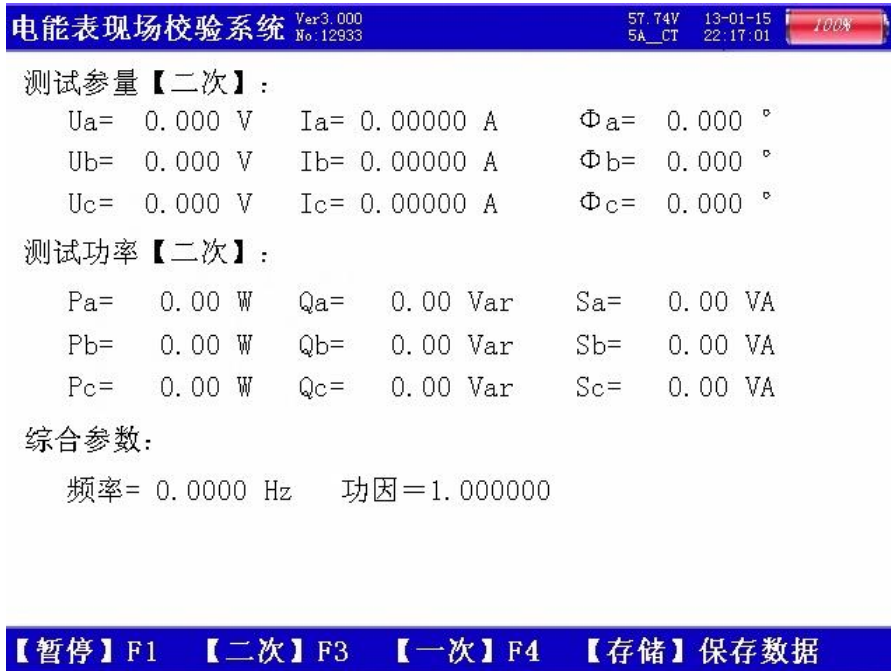 电能表现场校验系统 Ver3.000 No:12933 57.74V 5A__CT 13-01-15 22:17:01 100%
测试参量【二次】:
Ua= 0.000 V Ia= 0.00000 A Φa= 0.000 °
Ub= 0.000 V Ib= 0.00000 A Φb= 0.000 °
Uc= 0.000 V Ic= 0.00000 A Φc= 0.000 °
测试功率【二次】:
Pa= 0.00 W Qa= 0.00 Var Sa= 0.00 VA
Pb= 0.00 W Qb= 0.00 Var Sb= 0.00 VA
Pc= 0.00 W Qc= 0.00 Var Sc= 0.00 VA
综合参数:
频率= 0.0000 Hz 功因＝1.000000
【暂停】F1 【二次】F3 【一次】F4 【存储】保存数据